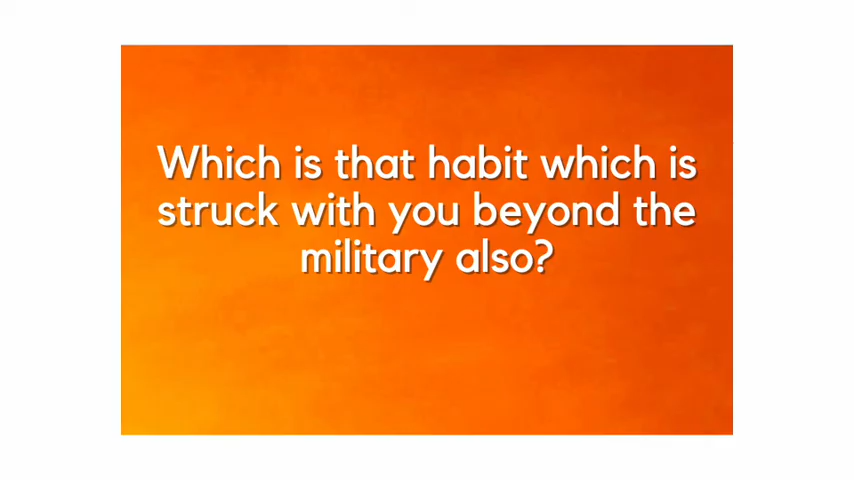 Which is that habit which is
struck with you beyond the
military also?